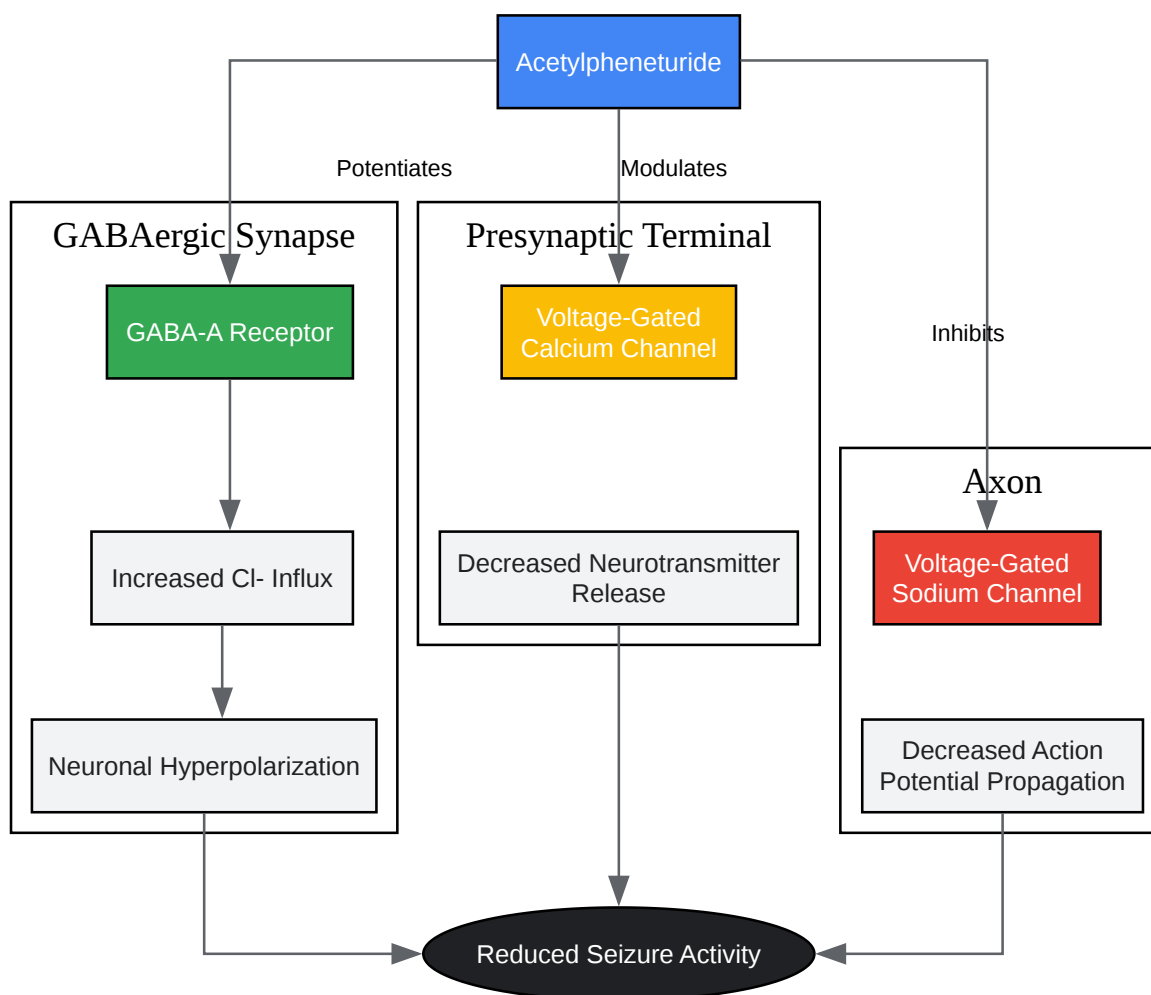 Acetylpheneturide
Potentiates
Modulates
GABAergic Synapse
Presynaptic Terminal
GABA-A Receptor
Voltage-Gated
Calcium Channel
Inhibits
Axon
Increased Cl- Influx
Decreased Neurotransmitter
Release
Voltage-Gated
Sodium Channel
Neuronal Hyperpolarization
Decreased Action
Potential Propagation
Reduced Seizure Activity